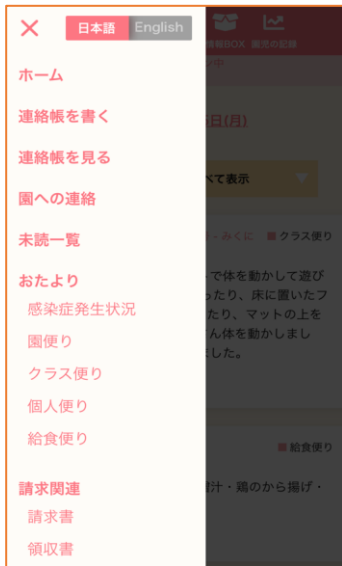 日本語 English
情報BOX 園児の記録
ホーム
連絡帳を書く
連絡帳を見る
園への連絡
未読一覧
おたより
感染症発生状況
園便り
クラス便り
個人便り
給食便り
請求関連
請求書
領収書
日(月)
べて表示
みくに ■クラス便り
で体を動かして遊び
ったり、床に置いたフ
たり、マットの上を
ん体を動かしまし
ました。
■給食便り
汁・鶏のから揚げ・